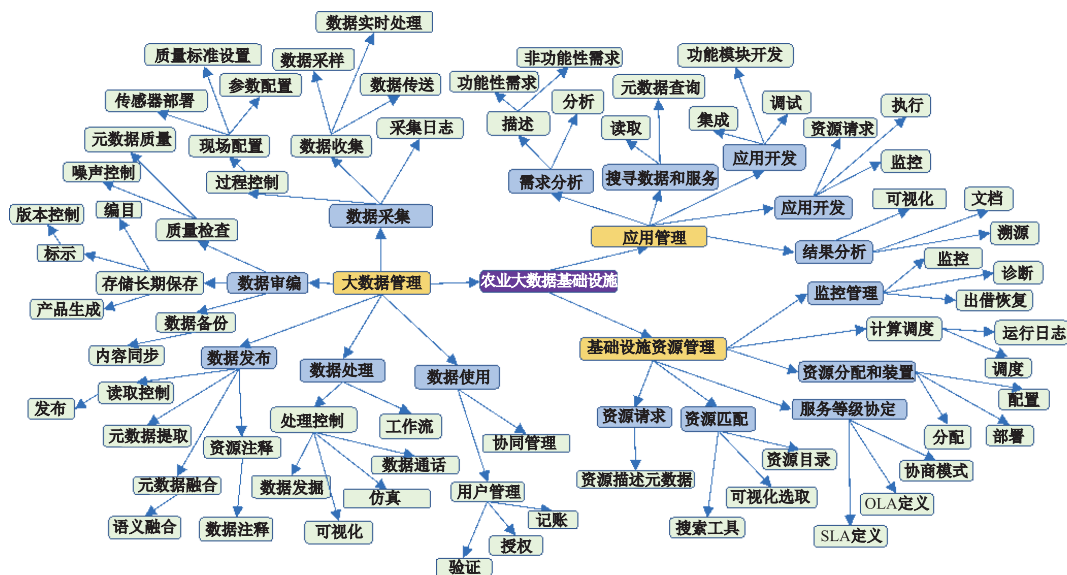 数据实时处理
质量标准设置
数据采样
非功能性需求
功能模块开发
功能性需求
元数据查询
参数配置
数据传送
传感器部署
分析
调试
执行
元数据质量
采集日志
描述
读取
集成
资源请求
现场配置
数据收集
应用开发
监控
噪声控制
过程控制
需求分析
搜寻数据和服务
可视化
文档
版本控制
编目
数据采集
应用开发
质量检查
应用管理
溯源
标示
结果分析
监控
存储长期保存
数据审编
大数据管理
农业大数据基础设施
诊断
监控管理
出借恢复
产品生成
数据备份
计算调度
运行日志
内容同步
数据发布
基础设施资源管理
数据处理
数据使用
资源分配和装置
调度
读取控制
配置
发布
处理控制
资源请求
资源匹配
服务等级协定
元数据提取
工作流
分配
部署
资源注释
协同管理
数据通话
资源目录
协商模式
元数据融合
数据发掘
仿真
用户管理
资源描述元数据
可视化选取
OLA定义
语义融合
数据注释
可视化
记账
搜索工具
SLA定义
授权
验证